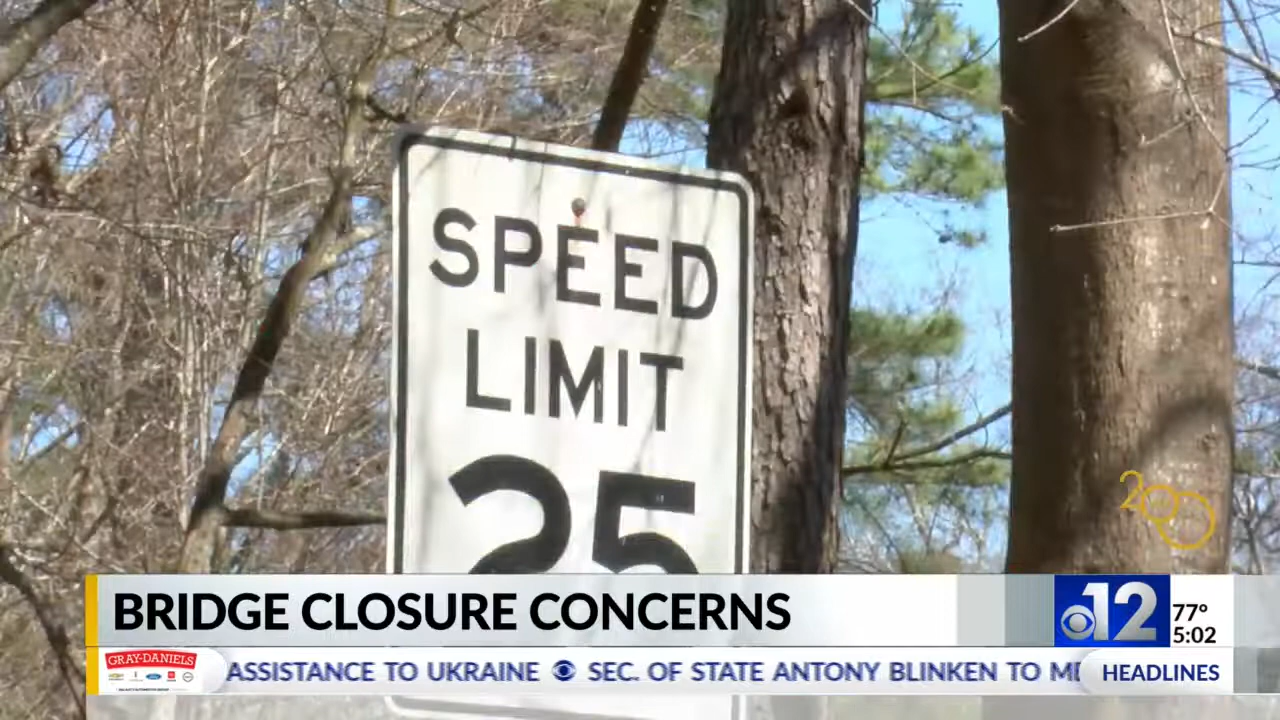 SPEED
LIMIT
25
200
BRIDGE CLOSURE CONCERNS
12
77°
5:02
GRAY-DANIELS
ASSISTANCE TO UKRAINE SEC. OF STATE ANTONY BLINKEN TO
HEADLINES